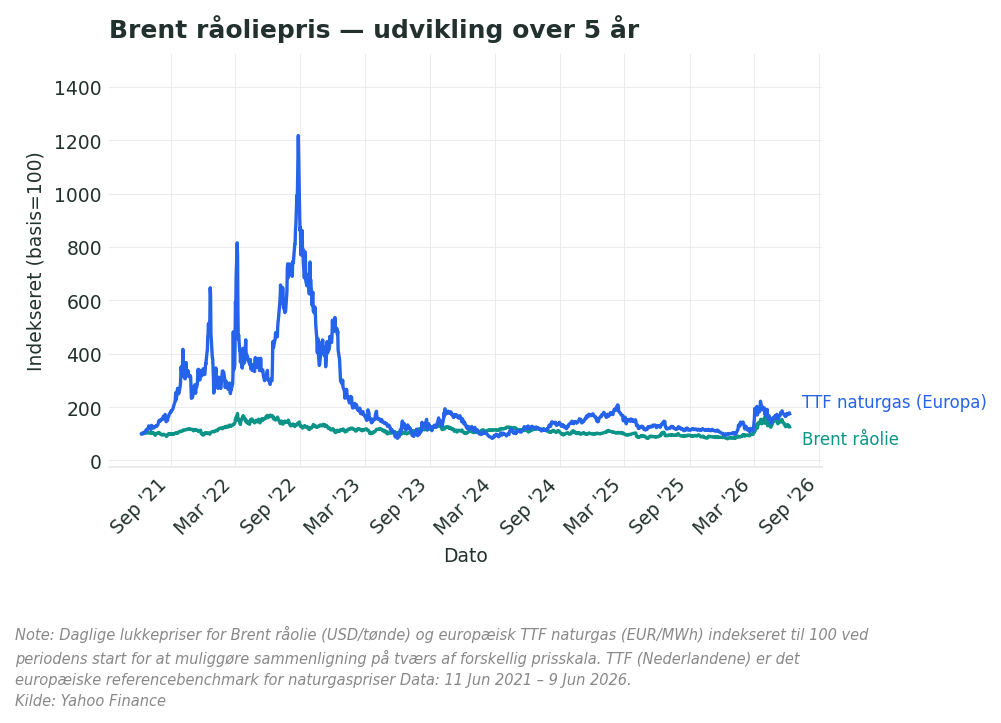 Brent råoliepris — udvikling over 5 år
Indekseret (basis=100)
1400
1200
1000
800
600
400
200
0
TTF naturgas (Europa)
Brent råolie
Sep '21
Mar '22
Sep '22
Mar '23
Sep '23
Mar '24
Sep '24
Mar '25
Sep '25
Mar '26
Sep '26
Dato
Note: Daglige lukkepriser for Brent råolie (USD/tønde) og europæisk TTF naturgas (EUR/MWh) indekseret til 100 ved
periodens start for at muliggøre sammenligning på tværs af forskellig prisskala. TTF (Nederlandene) er det
europæiske referencebenchmark for naturgaspriser Data: 11 Jun 2021 – 9 Jun 2026.
Kilde: Yahoo Finance